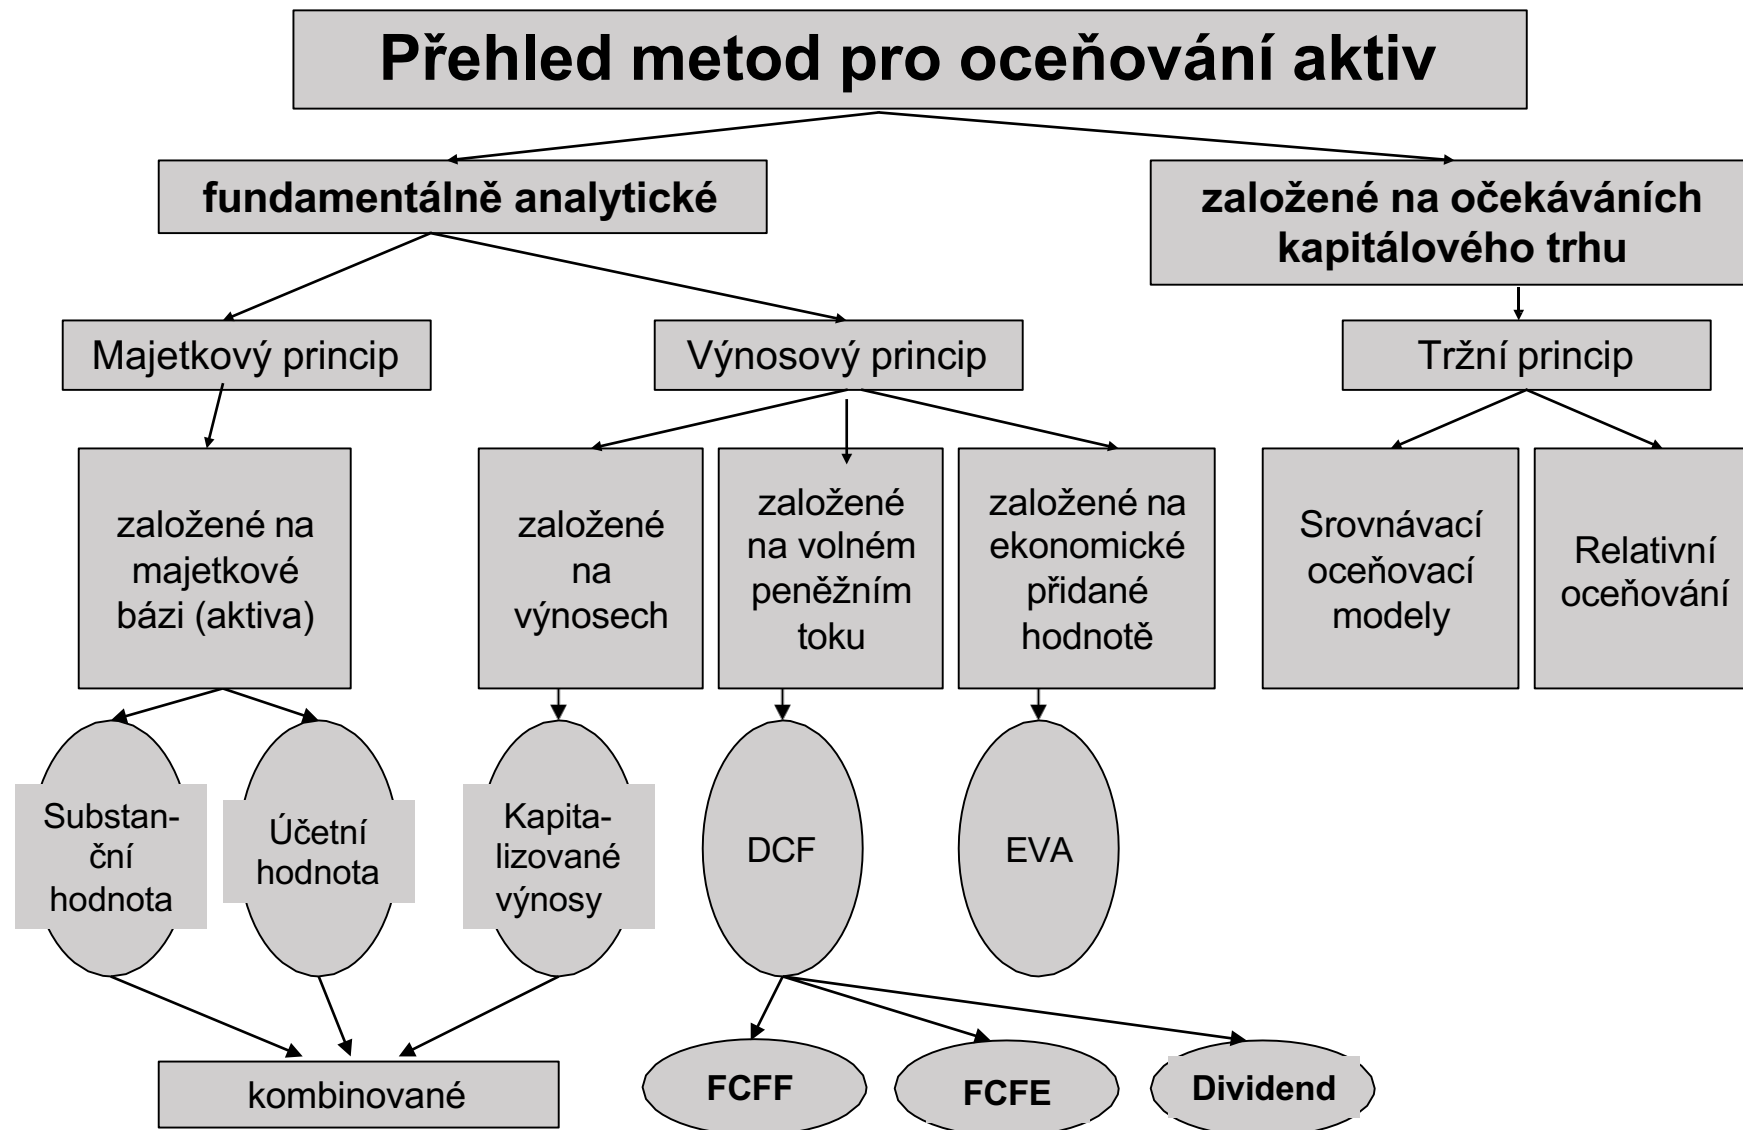 Přehled metod pro oceňování aktiv
fundamentálně analytické
založené na očekáváních
kapitálového trhu
Majetkový princip
Výnosový princip
Tržní princip
založené na
majetkové
bázi (aktiva)
založené
na
výnosech
založené
na volném
peněžním
toku
založené na
ekonomické
přidané
hodnotě
Srovnávací
oceňovací
modely
Relativní
oceňování
Substan-
ční
hodnota
Účetní
hodnota
Kapita-
lizované
výnosy
DCF
EVA
kombinované
FCFF
FCFE
Dividend